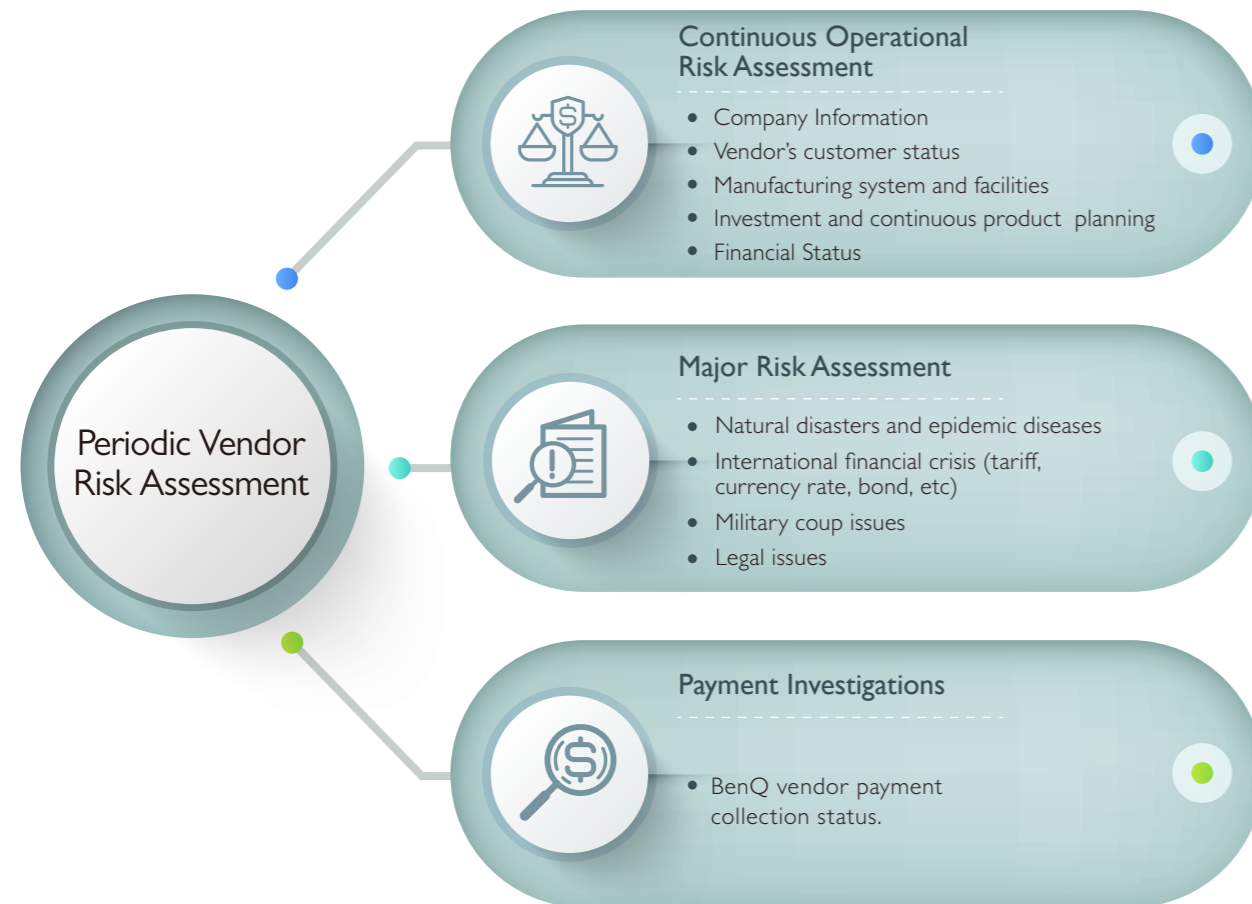 Periodic Vendor
Risk Assessment
Continuous Operational
Risk Assessment
• Company Information
• Vendor's customer status
• Manufacturing system and facilities
• Investment and continuous product planning
• Financial Status
Major Risk Assessment
• Natural disasters and epidemic diseases
• International financial crisis (tariff,
currency rate, bond, etc)
• Military coup issues
• Legal issues
Payment Investigations
• BenQ vendor payment
collection status.